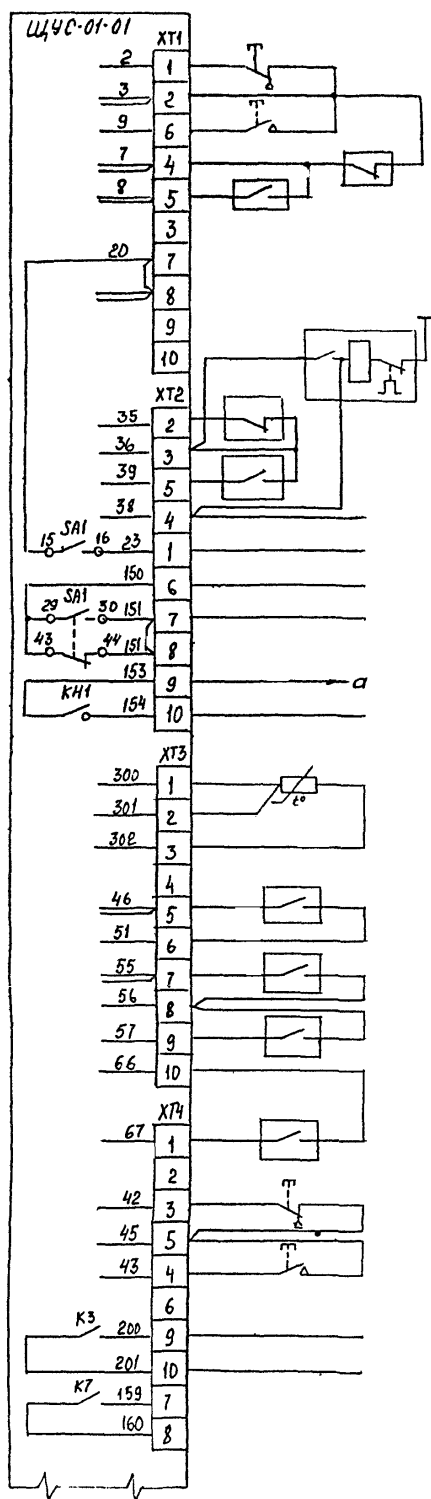 ЩУС-01-01
XT1
2 1
3 2
9 6
7 4
8 5
3
20 7
8
9
10
XT2
35 2
36 3
39 5
38 4
15 SA1 16 23 1
150 6
29 SA1 30 151 7
43 44 151 8
153 9 a
KH1 154 10
XT3
300 1
301 2
t°
302 3
4
46 5
51 6
55 7
56 8
57 9
66 10
XT4
67 1
2
42 3
45 5
43 4
6
K3 200 9
201 10
K7 159 7
160 8